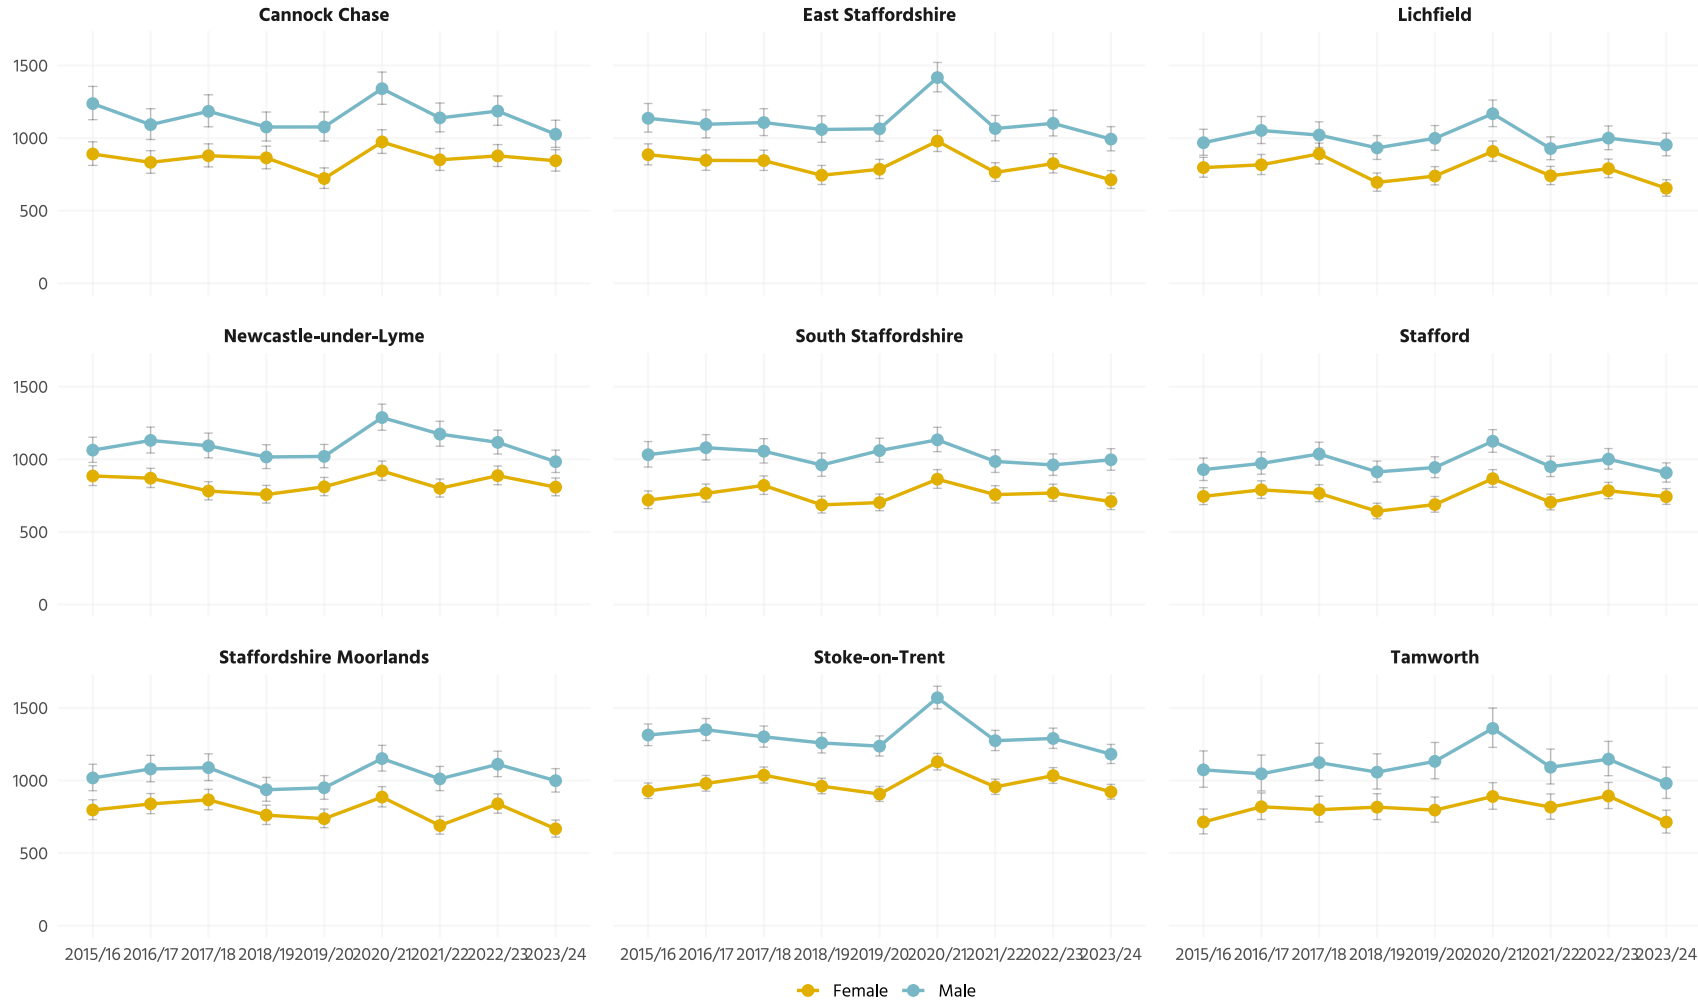 Cannock Chase East Staffordshire Lichfield
1500
1000
500
0
Newcastle-under-Lyme South Staffordshire Stafford
1500
1000
500
0
Staffordshire Moorlands Stoke-on-Trent Tamworth
1500
1000
500
0
2015/16 2016/17 2017/18 2018/19 2019/20 2020/21 2021/22 2022/23 2023/24 2015/16 2016/17 2017/18 2018/19 2019/20 2020/21 2021/22 2022/23 2023/24 2015/16 2016/17 2017/18 2018/19 2019/20 2020/21 2021/22 2022/23 2023/24
Female Male